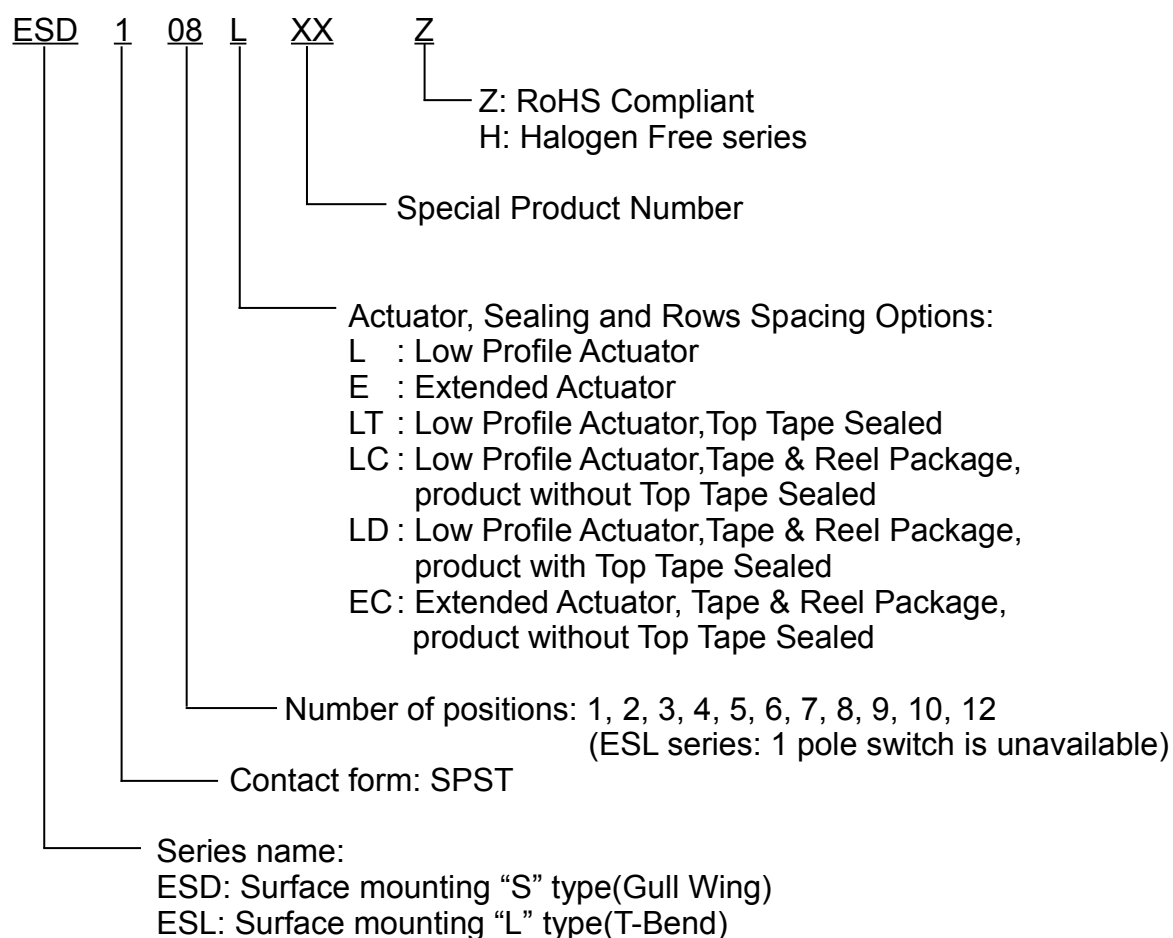 ESD 1 08 L XX Z
Z: RoHS Compliant
H: Halogen Free series
Special Product Number
Actuator, Sealing and Rows Spacing Options:
L : Low Profile Actuator
E : Extended Actuator
LT : Low Profile Actuator,Top Tape Sealed
LC : Low Profile Actuator,Tape & Reel Package,
product without Top Tape Sealed
LD : Low Profile Actuator,Tape & Reel Package,
product with Top Tape Sealed
EC : Extended Actuator, Tape & Reel Package,
product without Top Tape Sealed
Number of positions: 1, 2, 3, 4, 5, 6, 7, 8, 9, 10, 12
(ESL series: 1 pole switch is unavailable)
Contact form: SPST
Series name:
ESD: Surface mounting “S” type(Gull Wing)
ESL: Surface mounting “L” type(T-Bend)